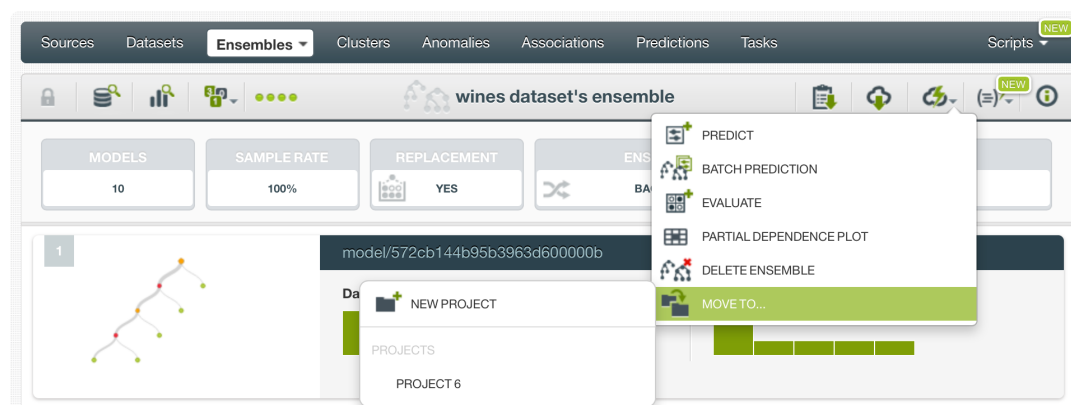 NEW
Sources Datasets Ensembles Clusters Anomalies Associations Predictions Tasks Scripts
wines dataset's ensemble
NEW
MODELS SAMPLE RATE REPLACEMENT
10 100% YES
PREDICT
BATCH PREDICTION
EVALUATE
PARTIAL DEPENDENCE PLOT
DELETE ENSEMBLE
MOVE TO...
1
model/572cb144b95b3963d600000b
NEW PROJECT
PROJECTS
PROJECT 6